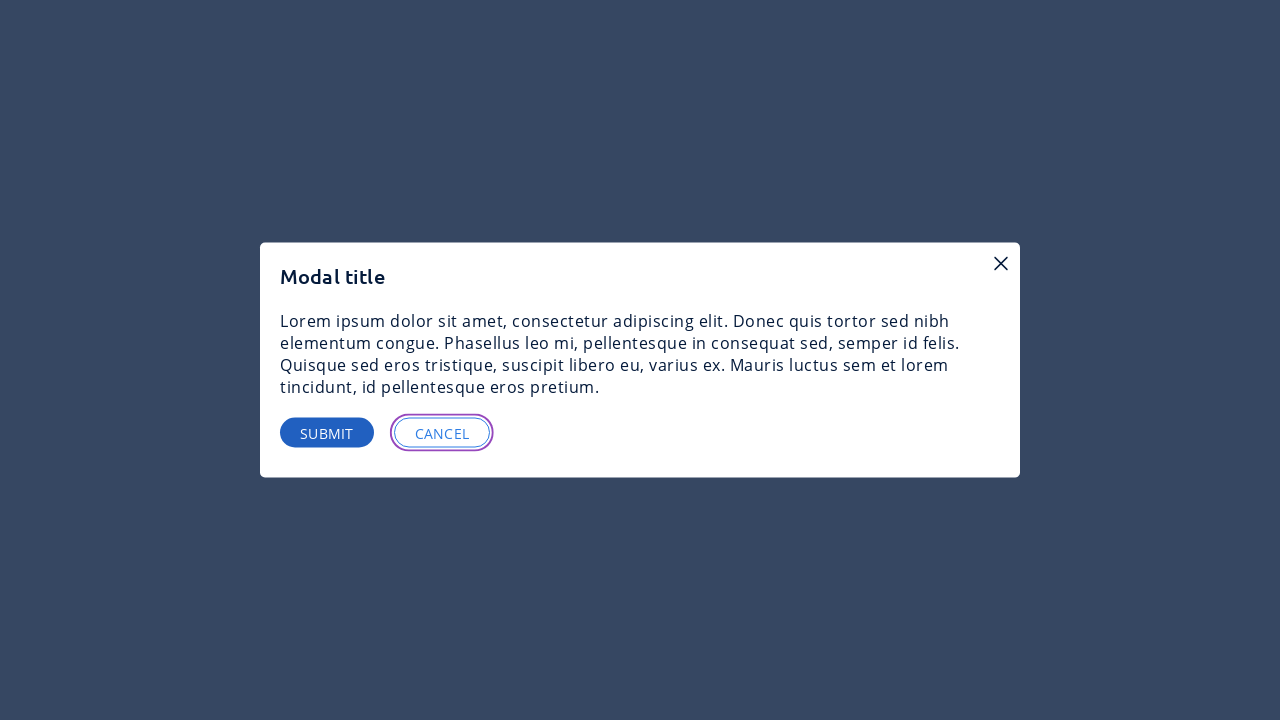 Modal title
Lorem ipsum dolor sit amet, consectetur adipiscing elit. Donec quis tortor sed nibh
elementum congue. Phasellus leo mi, pellentesque in consequat sed, semper id felis.
Quisque sed eros tristique, suscipit libero eu, varius ex. Mauris luctus sem et lorem
tincidunt, id pellentesque eros pretium.
SUBMIT CANCEL